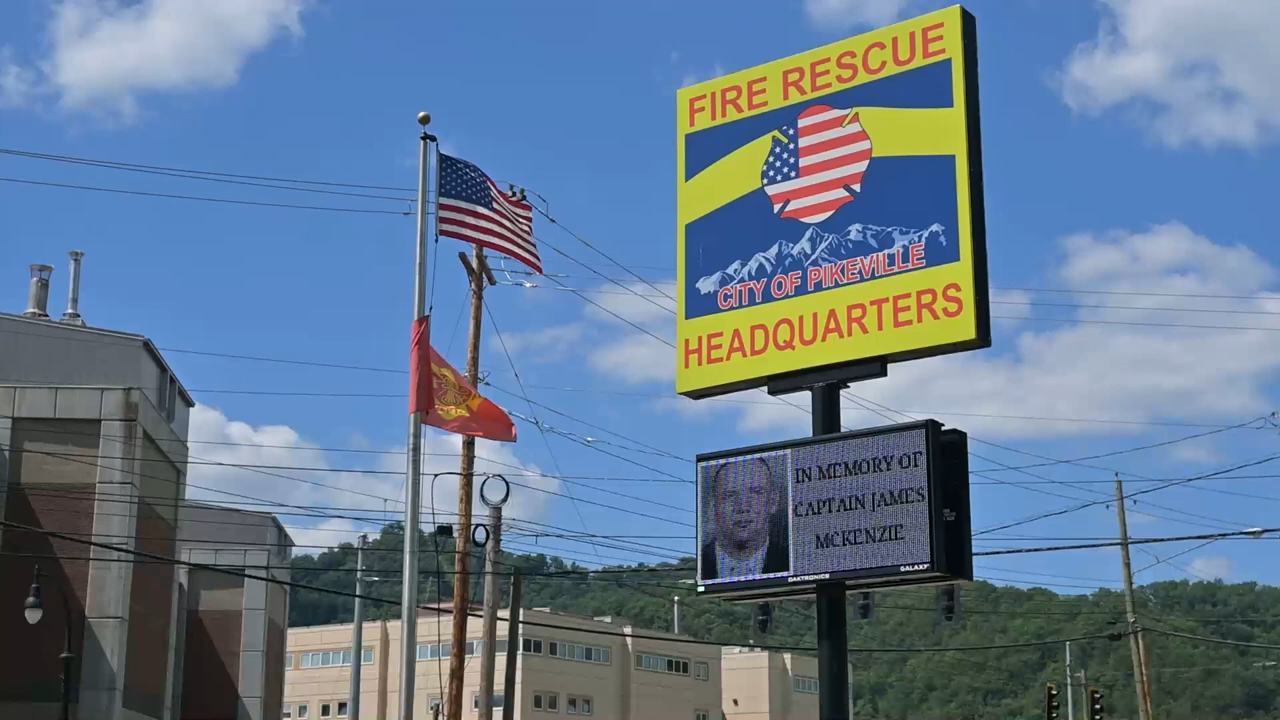 FIRE RESCUE
CITY OF PIKEVILLE
HEADQUARTERS
IN MEMORY OF
CAPTAIN JAMES
MCKENZIE
DAKTRONICS
GALAXY